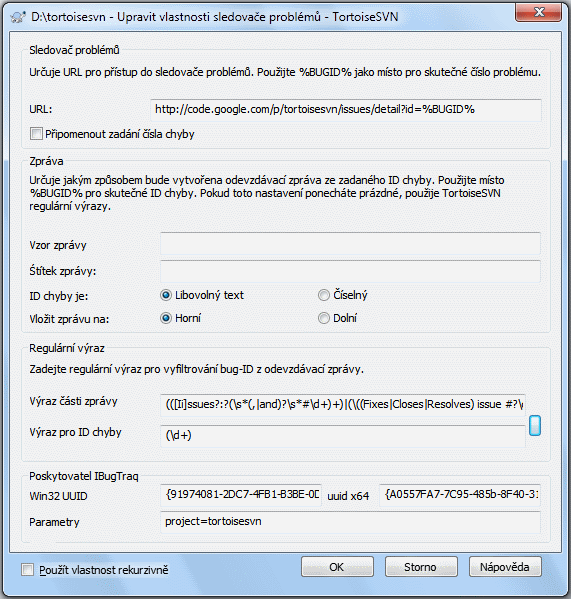 D:\tortoisesvn - Upravit vlastnosti sledovače problémů - TortoiseSVN
Sledovač problémů
Určuje URL pro přístup do sledovače problémů. Použijte %BUGID% jako místo pro skutečné číslo problému.
URL:
http://code.google.com/p/tortoisesvn/issues/detail?id=%BUGID%
Připomenout zadání čísla chyby
Zpráva
Určuje jakým způsobem bude vytvořena odevzdávací zpráva ze zadaného ID chyby. Použijte místo
%BUGID% pro skutečné ID chyby. Pokud toto nastavení ponecháte prázdné, použije TortoiseSVN
regulární výrazy.
Vzor zprávy
Štítek zprávy:
ID chyby je: Libovolný text Číselný
Vložit zprávu na: Horní Dolní
Regulární výraz
Zadejte regulární výraz pro vyfiltrování bug-ID z odevzdávací zprávy.
Výraz části zprávy (([Ii]ssues?:?(\s*(,|and)?\s*#\d+)+)|(\((Fixes|Closes|Resolves) issue #?\
Výraz pro ID chyby (\d+)
Poskytovatel IBugTraq
Win32 UUID {91974081-2DC7-4FB1-B3BE-0D uuid x64 {A0557FA7-7C95-485b-8F40-31
Parametry project=tortoisesvn
Použít vlastnost rekurzivně OK Storno Nápověda